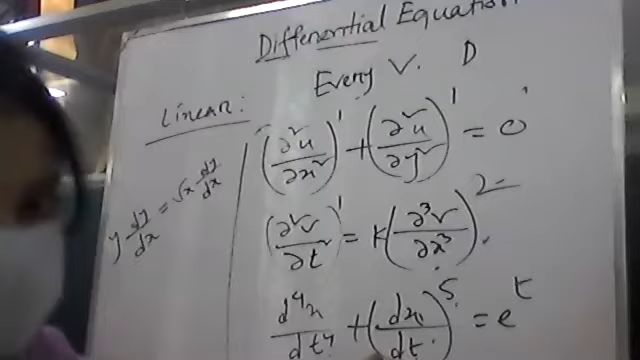 Differential Equation
Every V. D
Linear:
(∂²u/∂x²)¹ + (∂²u/∂y²)¹ = 0
y dy/dx = √x dy/dx
(∂²v/∂t²)¹ = K(∂³v/∂x³)²
d⁴x/dt⁴ + (dx/dt)⁵ = eᵗ